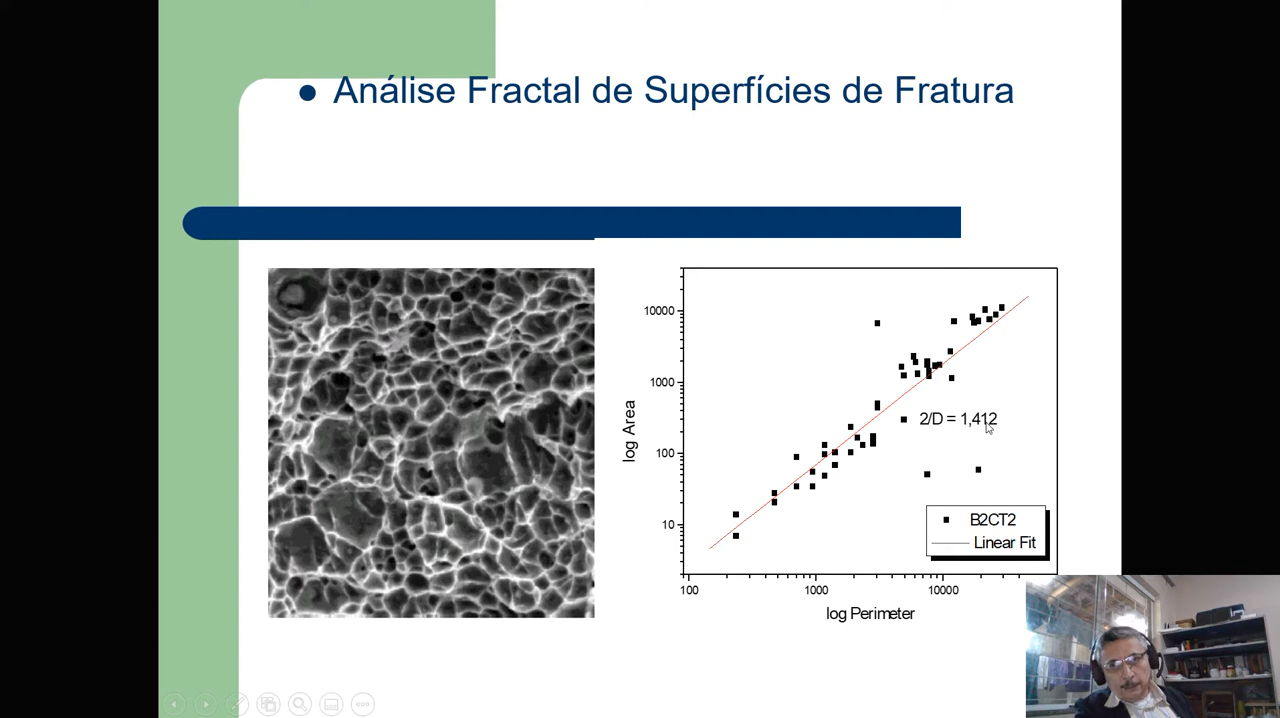 Análise Fractal de Superfícies de Fratura
10000
1000
100
10
log Area
2/D = 1,412
B2CT2
Linear Fit
100
1000
10000
log Perimeter